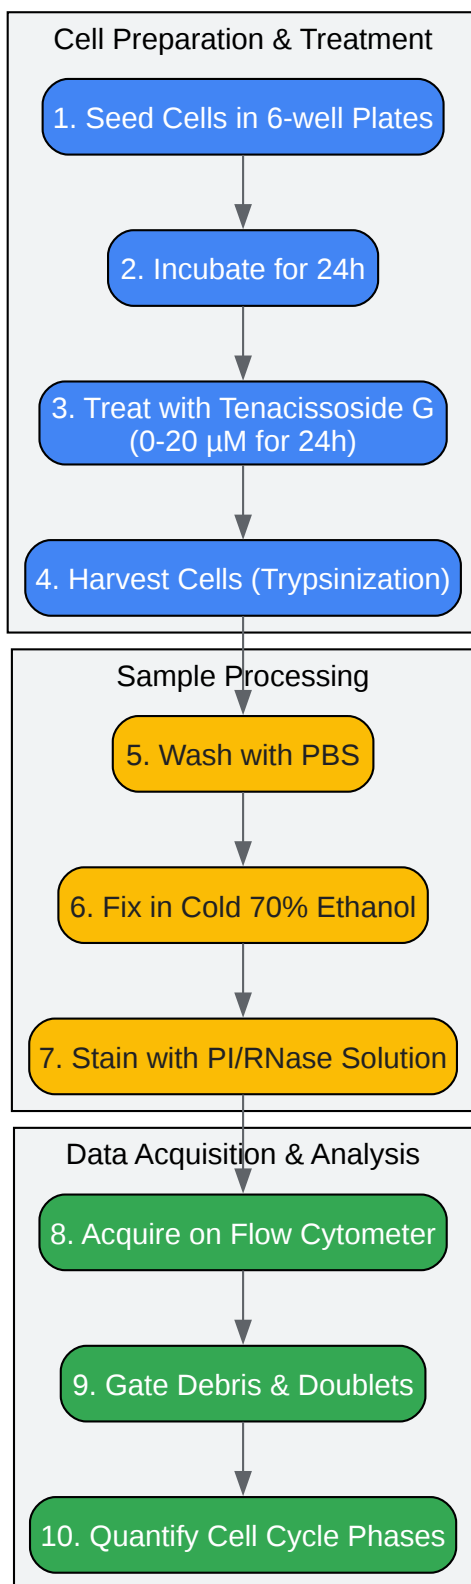 Cell Preparation & Treatment
1. Seed Cells in 6-well Plates
2. Incubate for 24h
3. Treat with Tenacissoside G
(0-20 µM for 24h)
4. Harvest Cells (Trypsinization)
Sample Processing
5. Wash with PBS
6. Fix in Cold 70% Ethanol
7. Stain with PI/RNase Solution
Data Acquisition & Analysis
8. Acquire on Flow Cytometer
9. Gate Debris & Doublets
10. Quantify Cell Cycle Phases